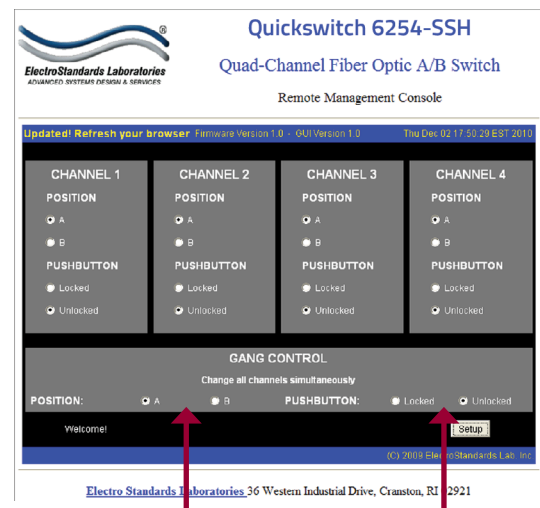 ®
ElectroStandards Laboratories
ADVANCED SYSTEMS DESIGN & SERVICES
Quickswitch 6254-SSH
Quad-Channel Fiber Optic A/B Switch
Remote Management Console
Updated! Refresh your browser Firmware Version 1.0 - GUI Version 1.0 Thu Dec 02 17:50:29 EST 2010
CHANNEL 1 CHANNEL 2 CHANNEL 3 CHANNEL 4
POSITION POSITION POSITION POSITION
A A A A
B B B B
PUSHBUTTON PUSHBUTTON PUSHBUTTON PUSHBUTTON
Locked Locked Locked Locked
Unlocked Unlocked Unlocked Unlocked
GANG CONTROL
Change all channels simultaneously
POSITION: A B PUSHBUTTON: Locked Unlocked
Welcome! Setup
(C) 2009 ElectroStandards Lab. Inc
Electro Standards Laboratories 36 Western Industrial Drive, Cranston, RI 02921